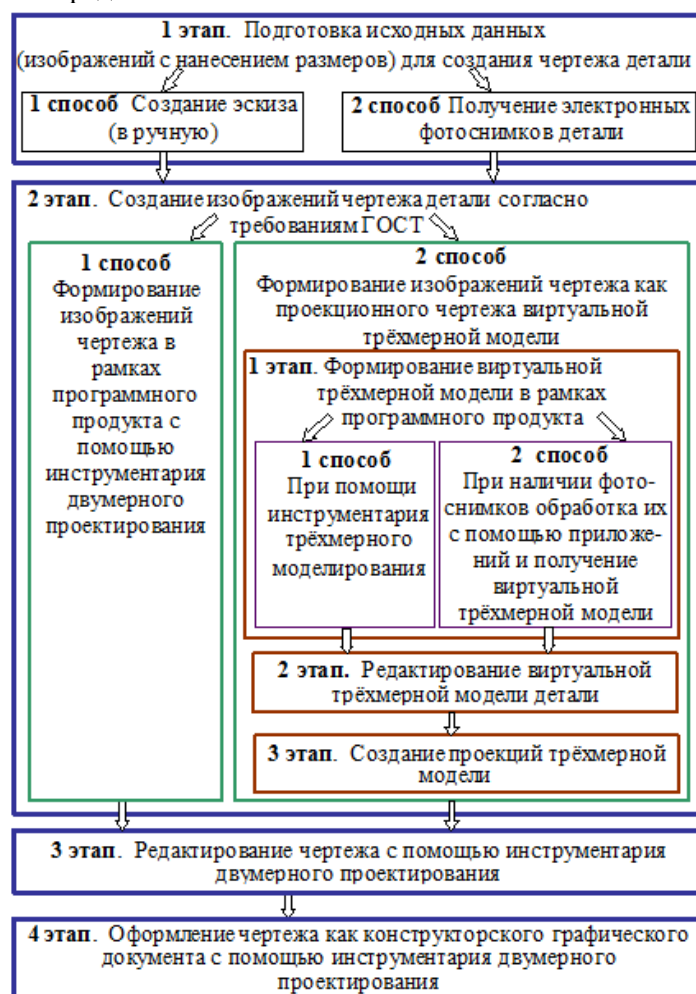 1 этап. Подготовка исходных данных
(изображений с нанесением размеров) для создания чертежа детали
1 способ Создание эскиза
(в ручную)
2 способ Получение электронных
фотоснимков детали
2 этап. Создание изображений чертежа детали согласно
требованиям ГОСТ
1 способ
Формирование
изображений
чертежа в
рамках
программного
продукта с
помощью
инструментария
двумерного
проектирования
2 способ
Формирование изображений чертежа как
проекционного чертежа виртуальной
трёхмерной модели
1 этап. Формирование виртуальной
трёхмерной модели в рамках
программного продукта
1 способ
При помощи
инструментария
трёхмерного
моделирования
2 способ
При наличии фото-
снимков обработка их
с помощью приложе-
ний и получение
виртуальной
трёхмерной модели
2 этап. Редактирование виртуальной
трёхмерной модели детали
3 этап. Создание проекций трёхмерной
модели
3 этап. Редактирование чертежа с помощью инструментария
двумерного проектирования
4 этап. Оформление чертежа как конструкторского графического
документа с помощью инструментария двумерного
проектирования